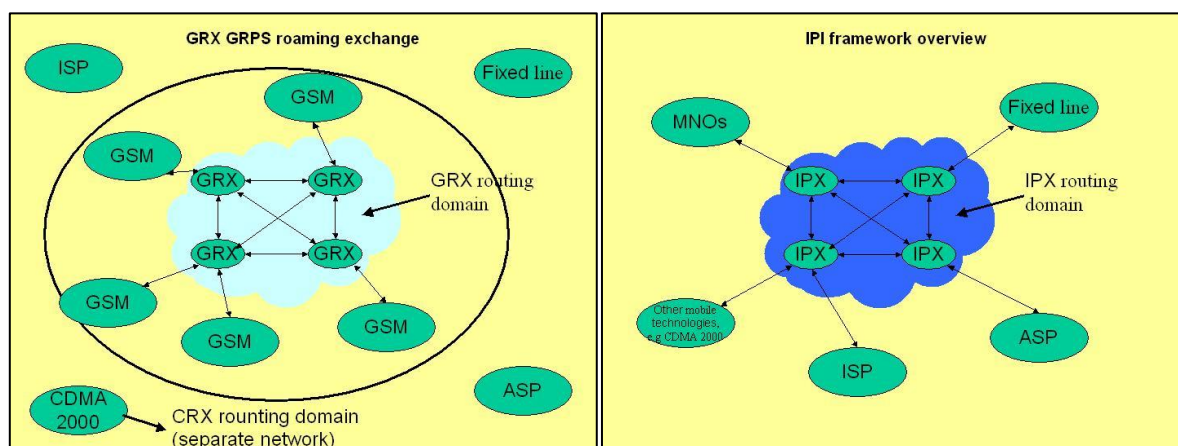 GRX GRPS roaming exchange
ISP
Fixed line
GSM
GSM
GRX
GRX
GRX routing
domain
GRX
GRX
GSM
GSM
GSM
CDMA
2000
CRX rounting domain
(separate network)
ASP
IPI framework overview
MNOs
Fixed line
IPX
IPX
IPX routing
domain
IPX
IPX
Other mobile
technologies,
e.g CDMA 2000
ISP
ASP